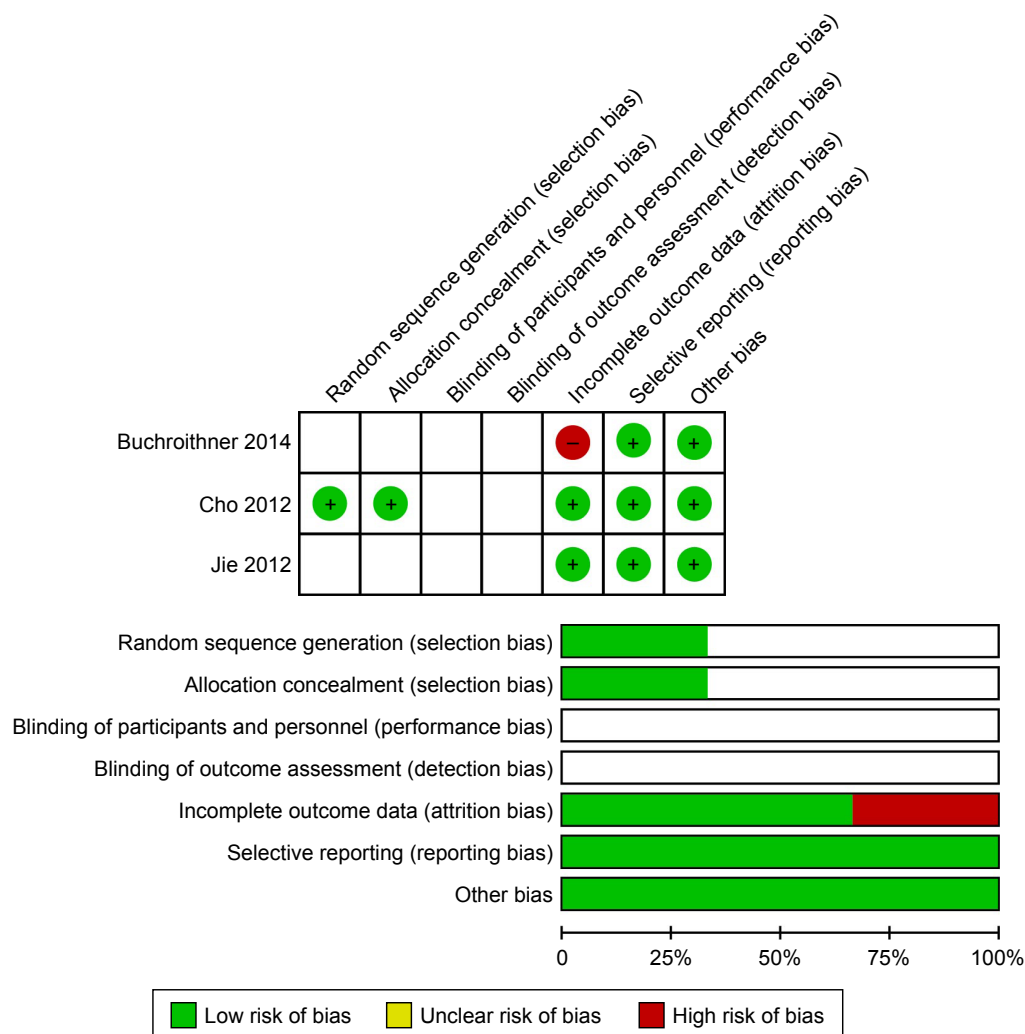 Random sequence generation (selection bias)
Allocation concealment (selection bias)
Blinding of participants and personnel (performance bias)
Blinding of outcome assessment (detection bias)
Incomplete outcome data (attrition bias)
Selective reporting (reporting bias)
Other bias
Buchroithner 2014 − + +
Cho 2012 + + + + +
Jie 2012 + + +
Random sequence generation (selection bias)
Allocation concealment (selection bias)
Blinding of participants and personnel (performance bias)
Blinding of outcome assessment (detection bias)
Incomplete outcome data (attrition bias)
Selective reporting (reporting bias)
Other bias
0 25% 50% 75% 100%
Low risk of bias Unclear risk of bias High risk of bias